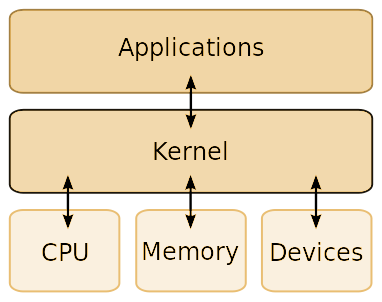 Applications
Kernel
CPU
Memory
Devices